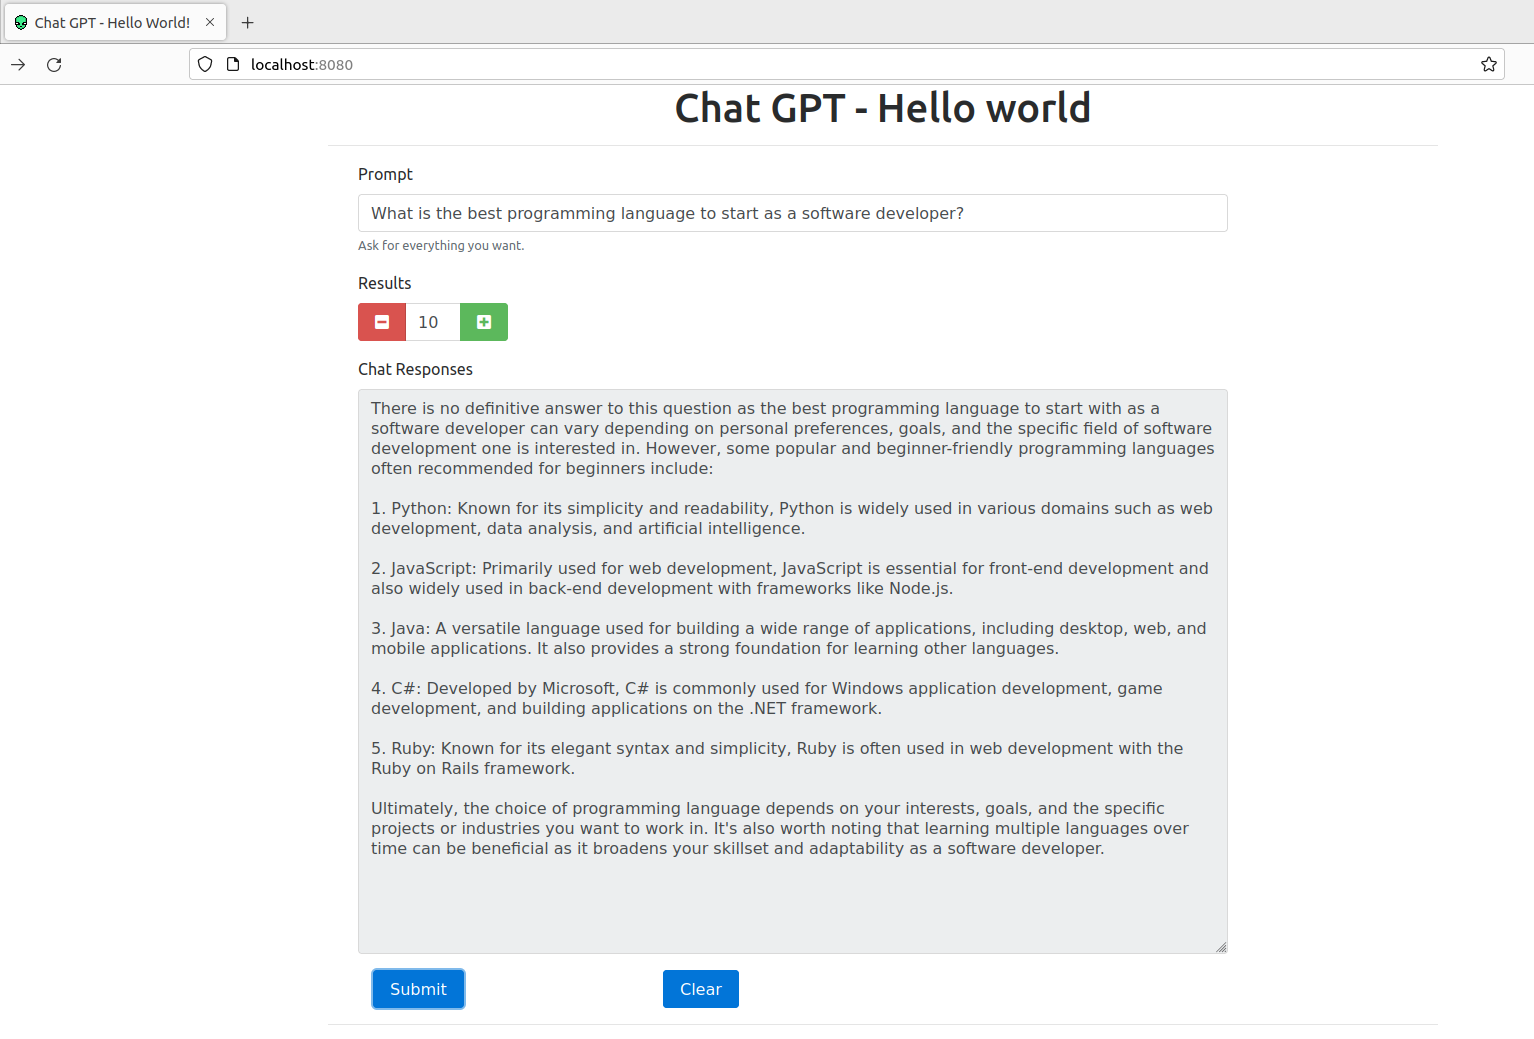 Chat GPT - Hello World!
localhost:8080
Chat GPT - Hello world
Prompt
What is the best programming language to start as a software developer?
Ask for everything you want.
Results
10
Chat Responses
There is no definitive answer to this question as the best programming language to start with as a
software developer can vary depending on personal preferences, goals, and the specific field of software
development one is interested in. However, some popular and beginner-friendly programming languages
often recommended for beginners include:
1. Python: Known for its simplicity and readability, Python is widely used in various domains such as web
development, data analysis, and artificial intelligence.
2. JavaScript: Primarily used for web development, JavaScript is essential for front-end development and
also widely used in back-end development with frameworks like Node.js.
3. Java: A versatile language used for building a wide range of applications, including desktop, web, and
mobile applications. It also provides a strong foundation for learning other languages.
4. C#: Developed by Microsoft, C# is commonly used for Windows application development, game
development, and building applications on the .NET framework.
5. Ruby: Known for its elegant syntax and simplicity, Ruby is often used in web development with the
Ruby on Rails framework.
Ultimately, the choice of programming language depends on your interests, goals, and the specific
projects or industries you want to work in. It's also worth noting that learning multiple languages over
time can be beneficial as it broadens your skillset and adaptability as a software developer.
Submit
Clear